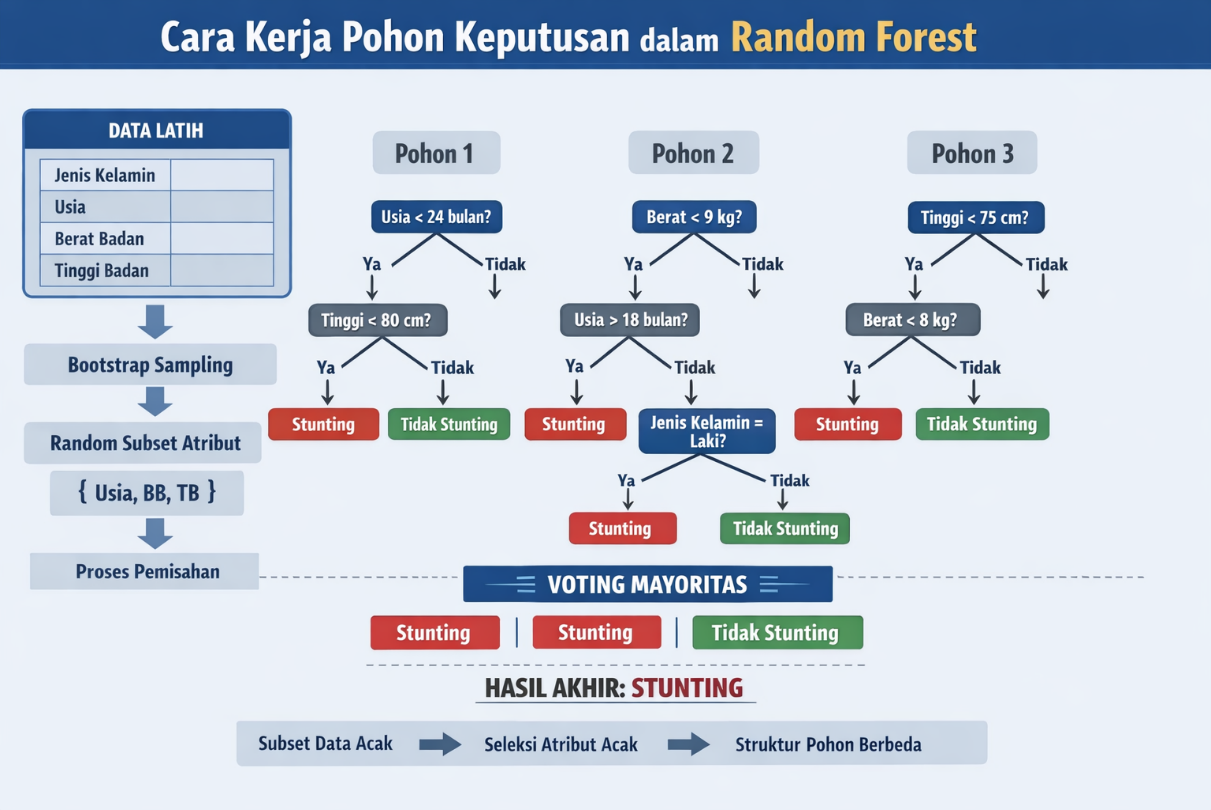 Cara Kerja Pohon Keputusan dalam Random Forest
DATA LATIH
Jenis Kelamin
Usia
Berat Badan
Tinggi Badan
Bootstrap Sampling
Random Subset Atribut
{ Usia, BB, TB }
Proses Pemisahan
Pohon 1
Usia < 24 bulan?
Ya
Tidak
Tinggi < 80 cm?
Ya
Tidak
Stunting
Tidak Stunting
Pohon 2
Berat < 9 kg?
Ya
Tidak
Usia > 18 bulan?
Ya
Tidak
Stunting
Jenis Kelamin =
Laki?
Ya
Tidak
Stunting
Tidak Stunting
Pohon 3
Tinggi < 75 cm?
Ya
Tidak
Berat < 8 kg?
Ya
Tidak
Stunting
Tidak Stunting
VOTING MAYORITAS
Stunting | Stunting | Tidak Stunting
HASIL AKHIR: STUNTING
Subset Data Acak
Seleksi Atribut Acak
Struktur Pohon Berbeda